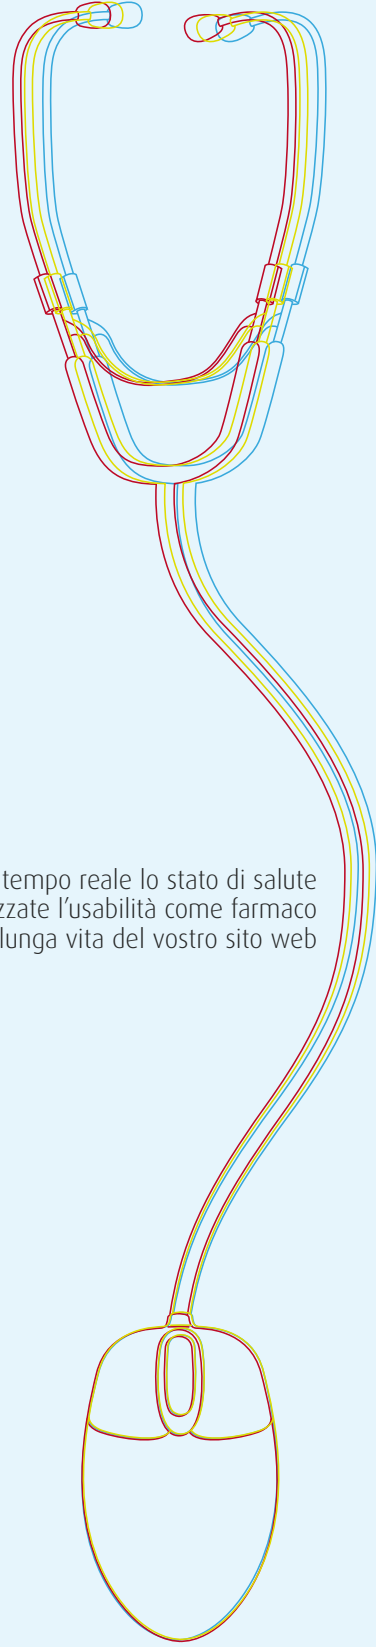 tempo reale lo stato di salute
zzate l'usabilità come farmaco
lunga vita del vostro sito web